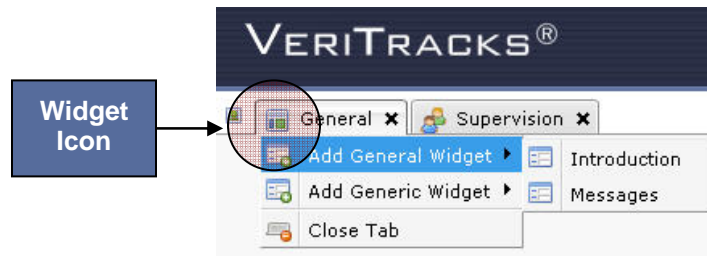 VERITRACKS®
Widget
Icon
General Supervision
Add General Widget Introduction
Add Generic Widget Messages
Close Tab